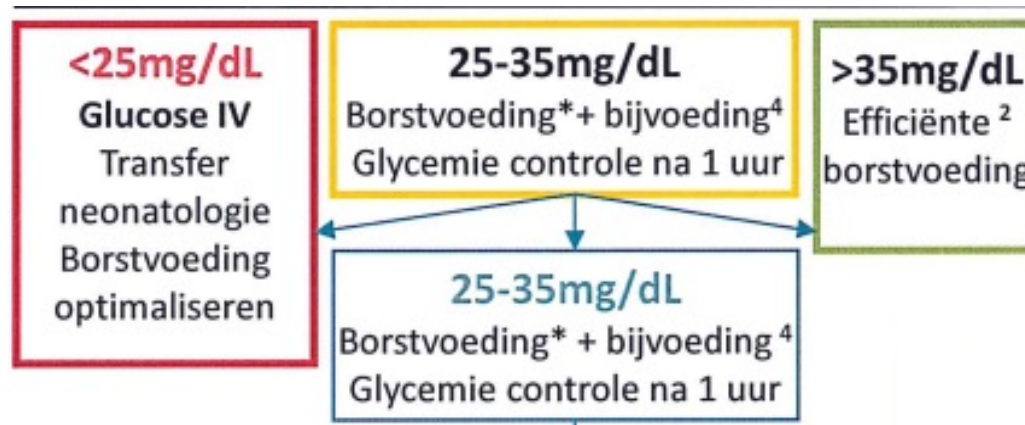 <25mg/dL
Glucose IV
Transfer
neonatologie
Borstvoeding
optimaliseren
25-35mg/dL
Borstvoeding*+ bijvoeding⁴
Glycemie controle na 1 uur
>35mg/dL
Efficiënte ²
borstvoeding
25-35mg/dL
Borstvoeding* + bijvoeding ⁴
Glycemie controle na 1 uur